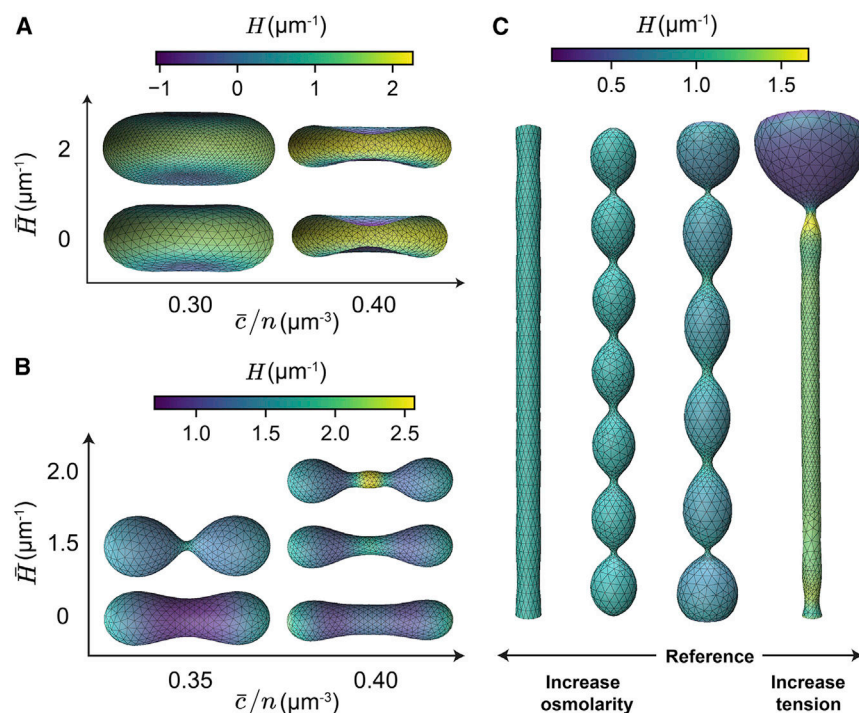 A
H(μm⁻¹)
−1 0 1 2
H̄(μm⁻¹)
2
0
0.30 0.40
c̄/n(μm⁻³)
B
H(μm⁻¹)
1.0 1.5 2.0 2.5
H̄(μm⁻¹)
2.0
1.5
0
0.35 0.40
c̄/n(μm⁻³)
C
H(μm⁻¹)
0.5 1.0 1.5
Reference
Increase Increase
osmolarity tension